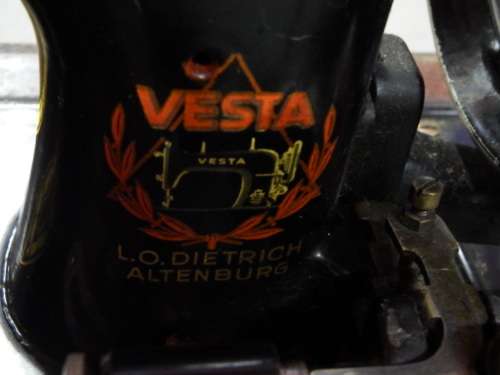 VESTA
VESTA
L.O. DIETRICH
ALTENBURG